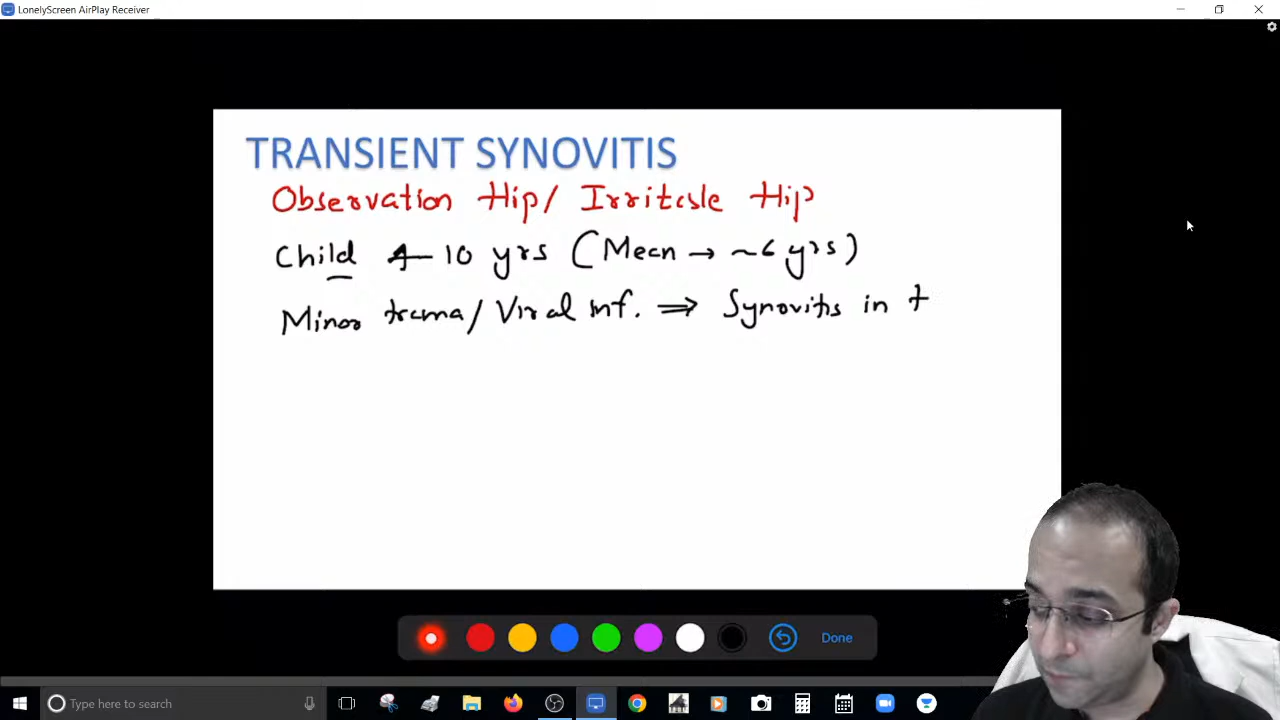 LonelyScreen AirPlay Receiver
TRANSIENT SYNOVITIS
Observation Hip/ Irritable Hip
Child 4-10 yrs (Mean → ~6 yrs)
Minor trama/ Viral Inf. ⇒ Synovitis in t
Done
Type here to search